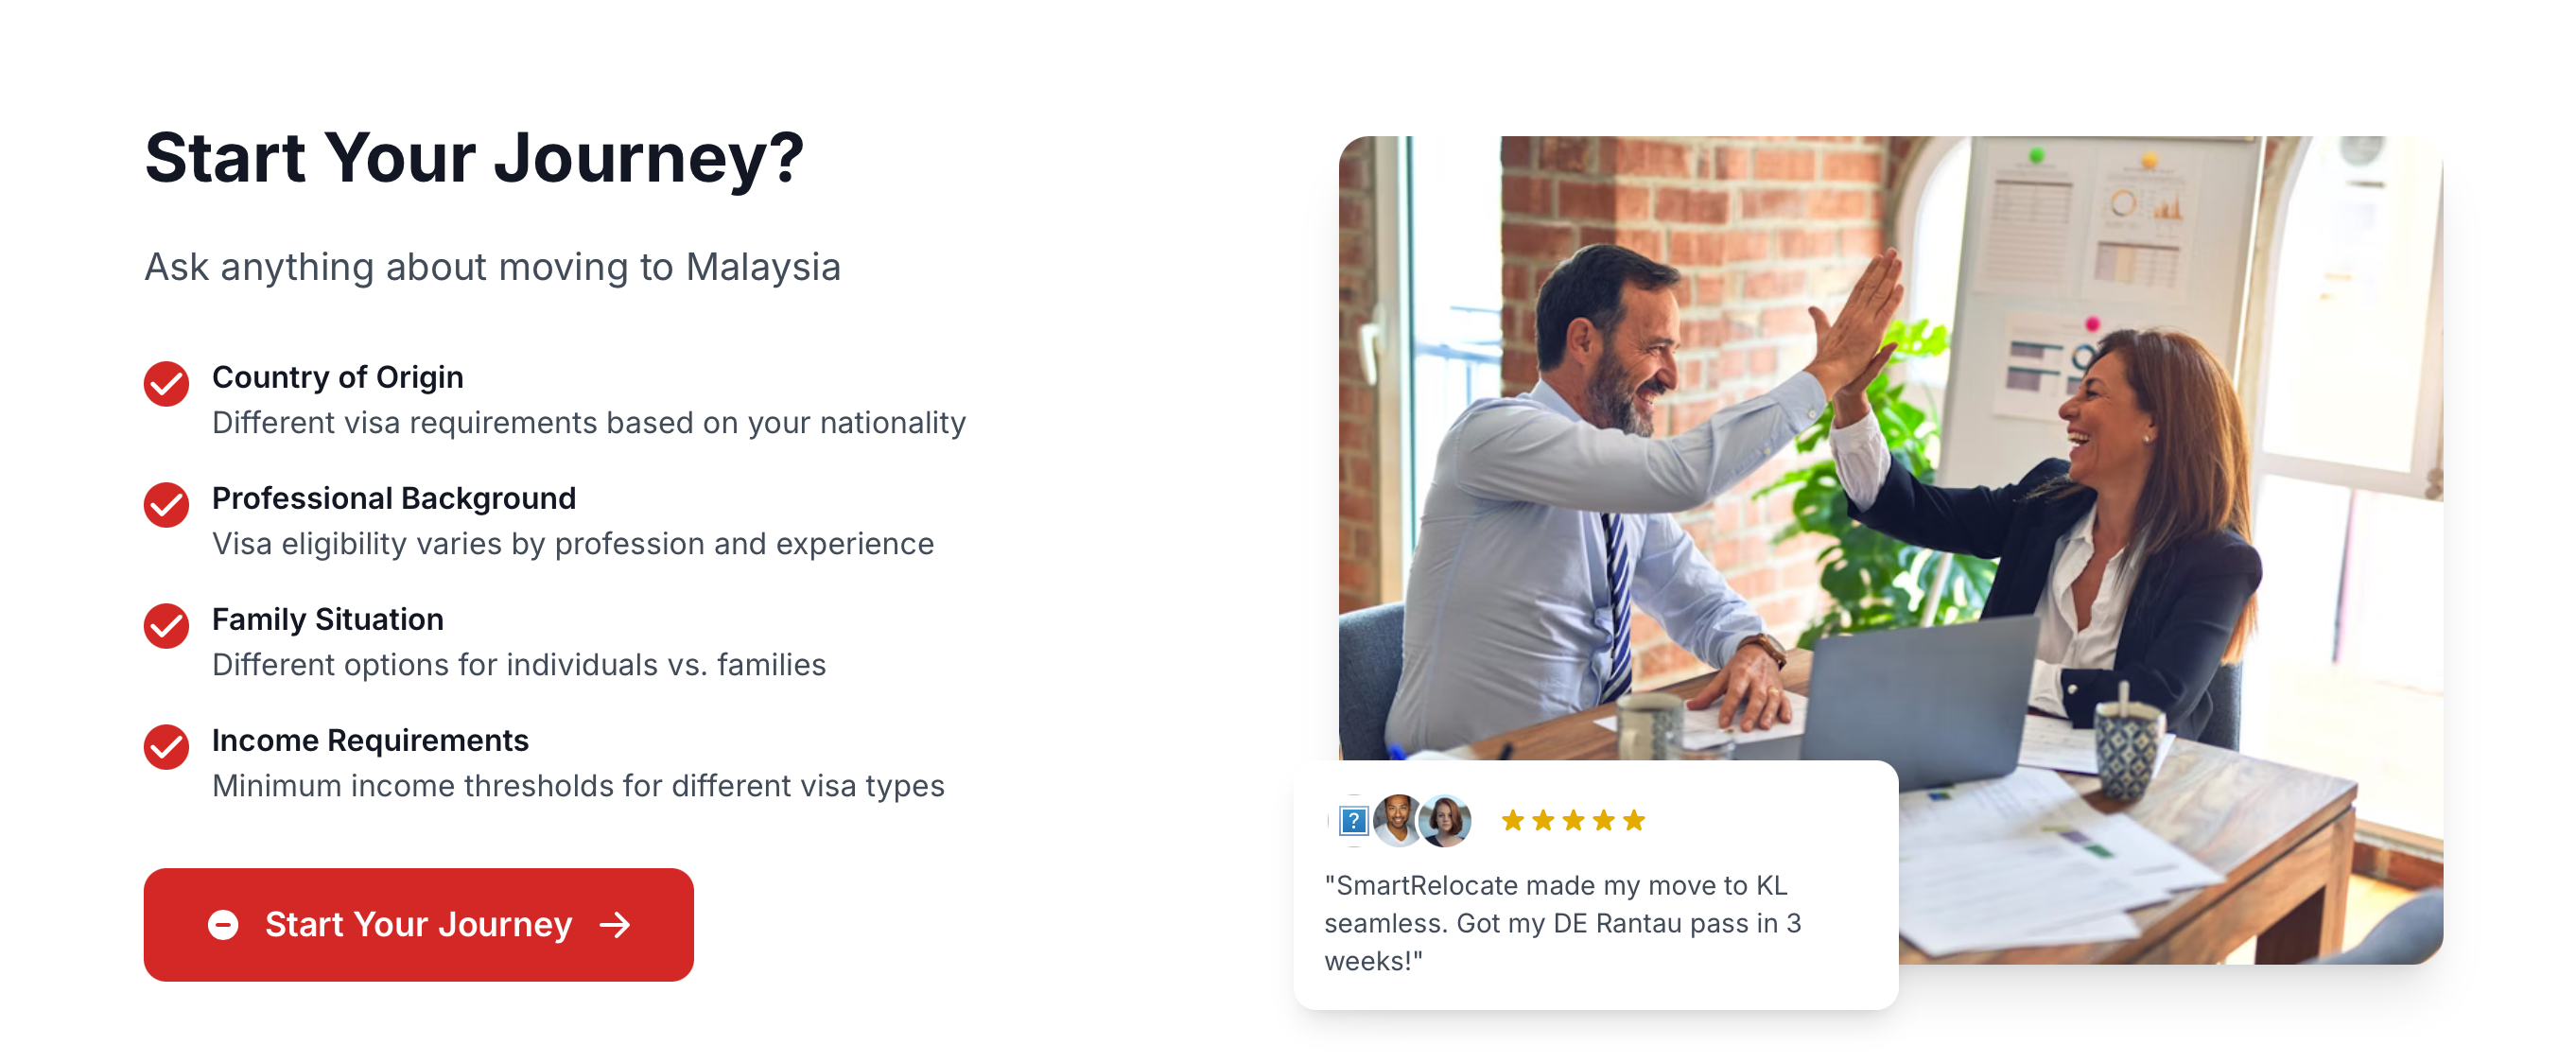 Start Your Journey?
Ask anything about moving to Malaysia
Country of Origin
Different visa requirements based on your nationality
Professional Background
Visa eligibility varies by profession and experience
Family Situation
Different options for individuals vs. families
Income Requirements
Minimum income thresholds for different visa types
Start Your Journey
"SmartRelocate made my move to KL
seamless. Got my DE Rantau pass in 3
weeks!"